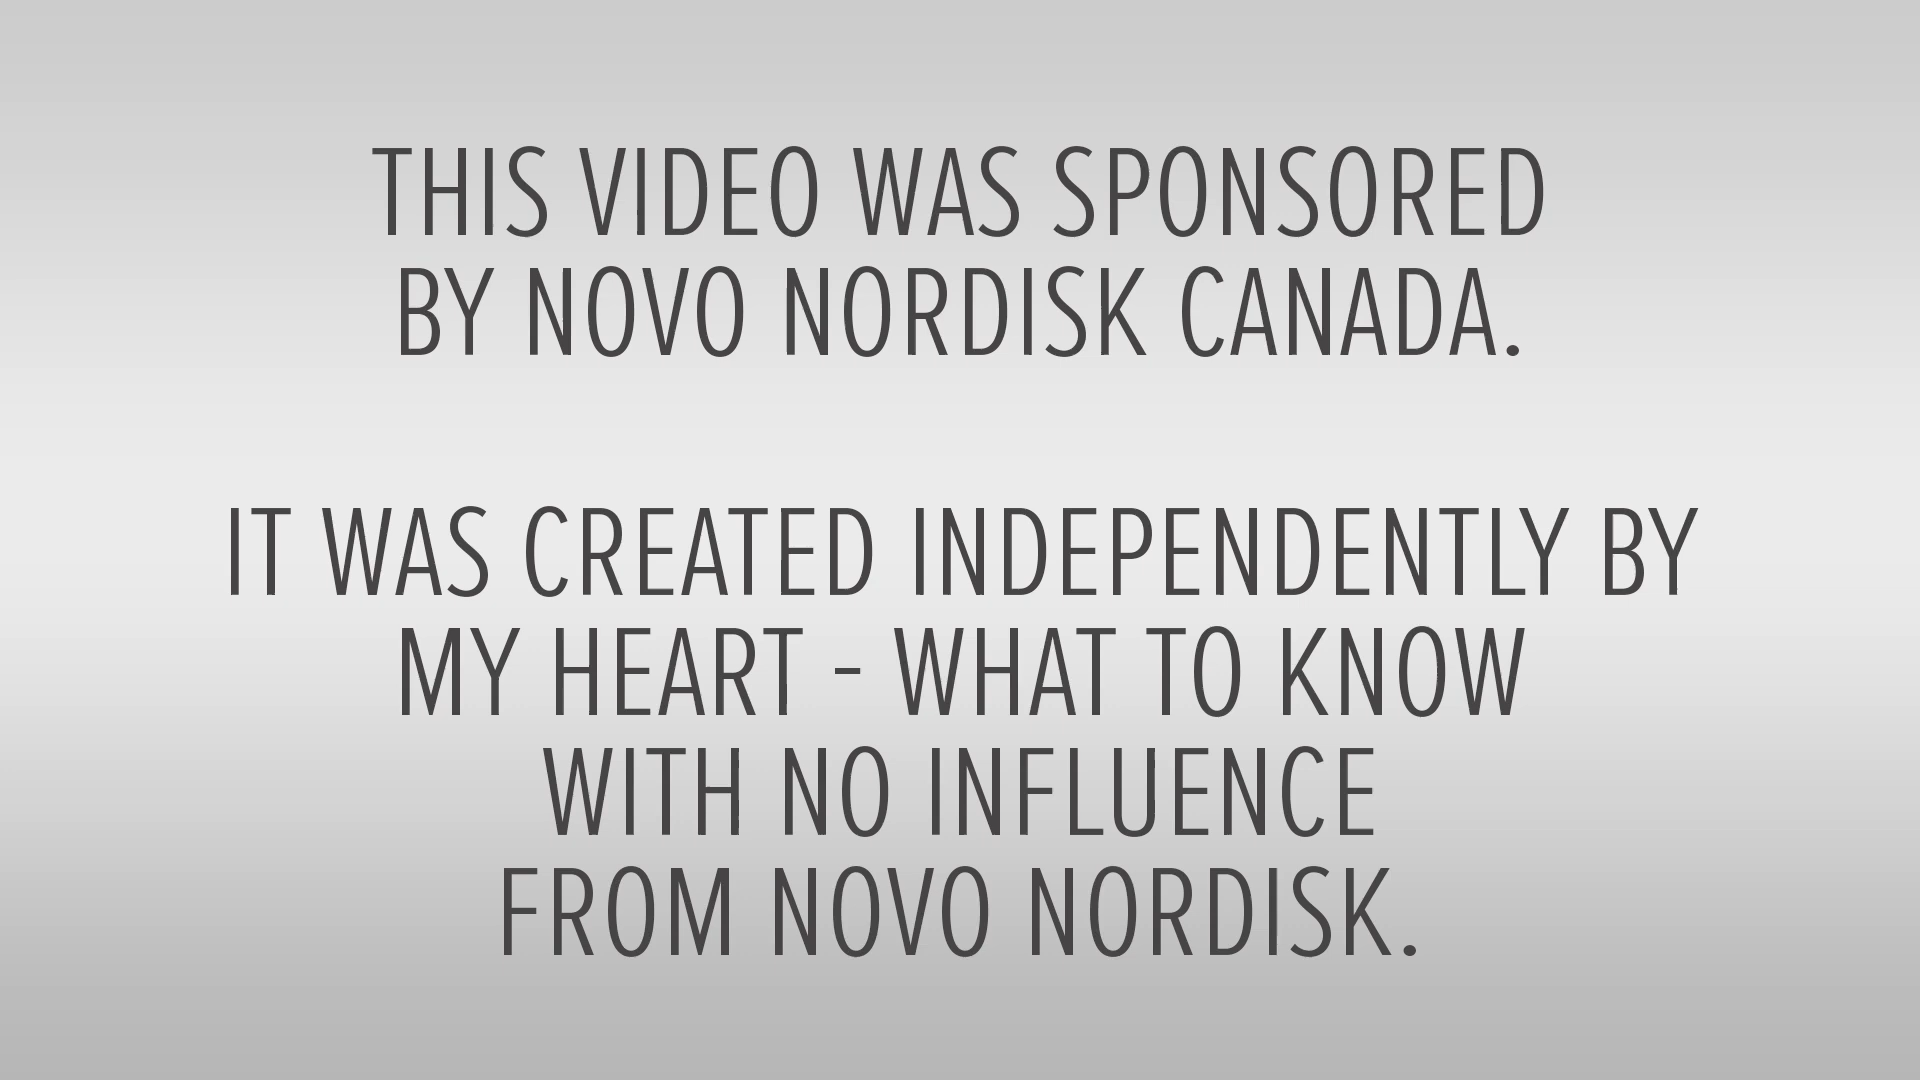 THIS VIDEO WAS SPONSORED
BY NOVO NORDISK CANADA.
IT WAS CREATED INDEPENDENTLY BY
MY HEART - WHAT TO KNOW
WITH NO INFLUENCE
FROM NOVO NORDISK.